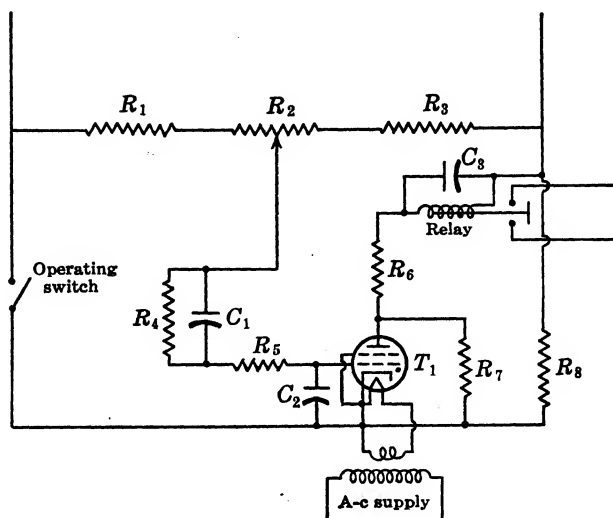 R1
R2
R3
C3
Relay
Operating
switch
R6
R4
C1
R5
T1
R7
R8
C2
A-c supply